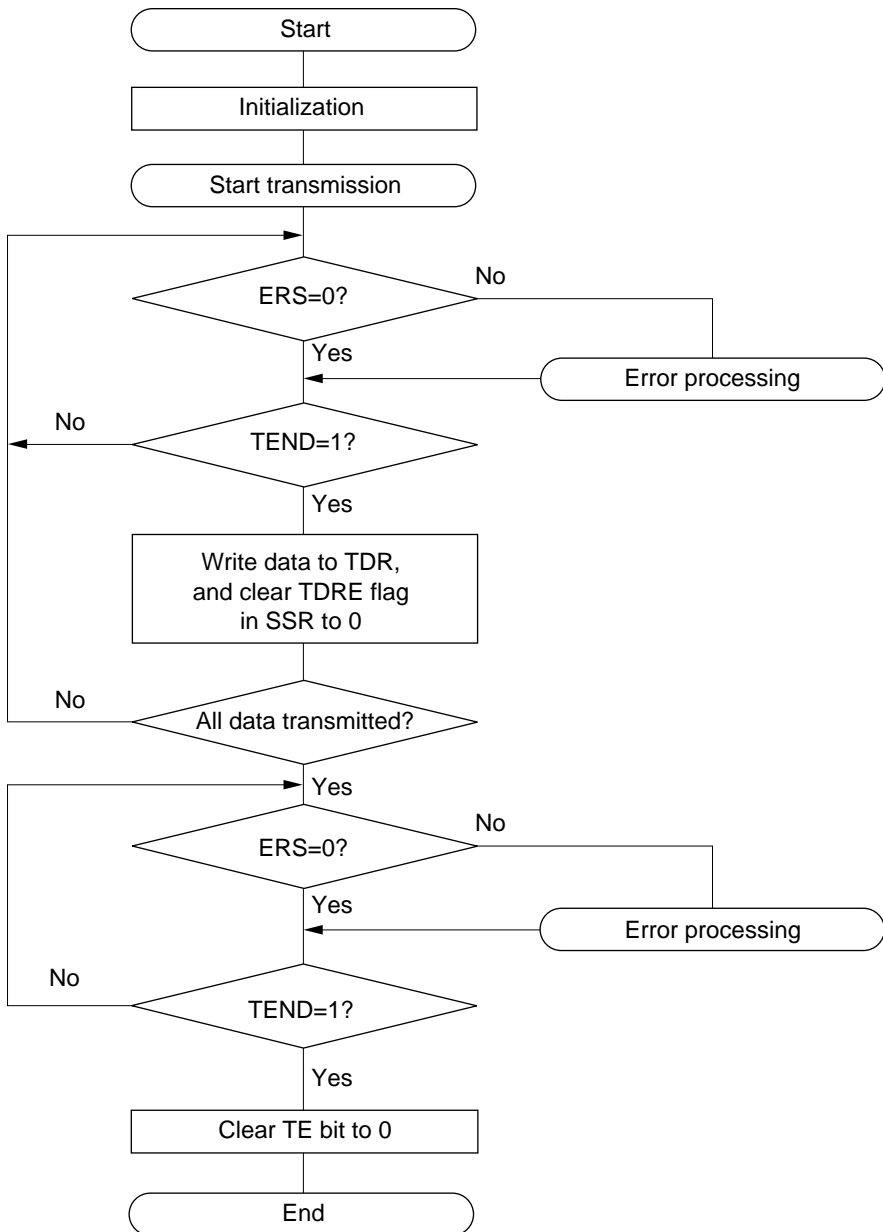 Start
Initialization
Start transmission
No
ERS=0?
Yes
Error processing
No
TEND=1?
Yes
Write data to TDR,
and clear TDRE flag
in SSR to 0
No
All data transmitted?
Yes
No
ERS=0?
Yes
Error processing
No
TEND=1?
Yes
Clear TE bit to 0
End